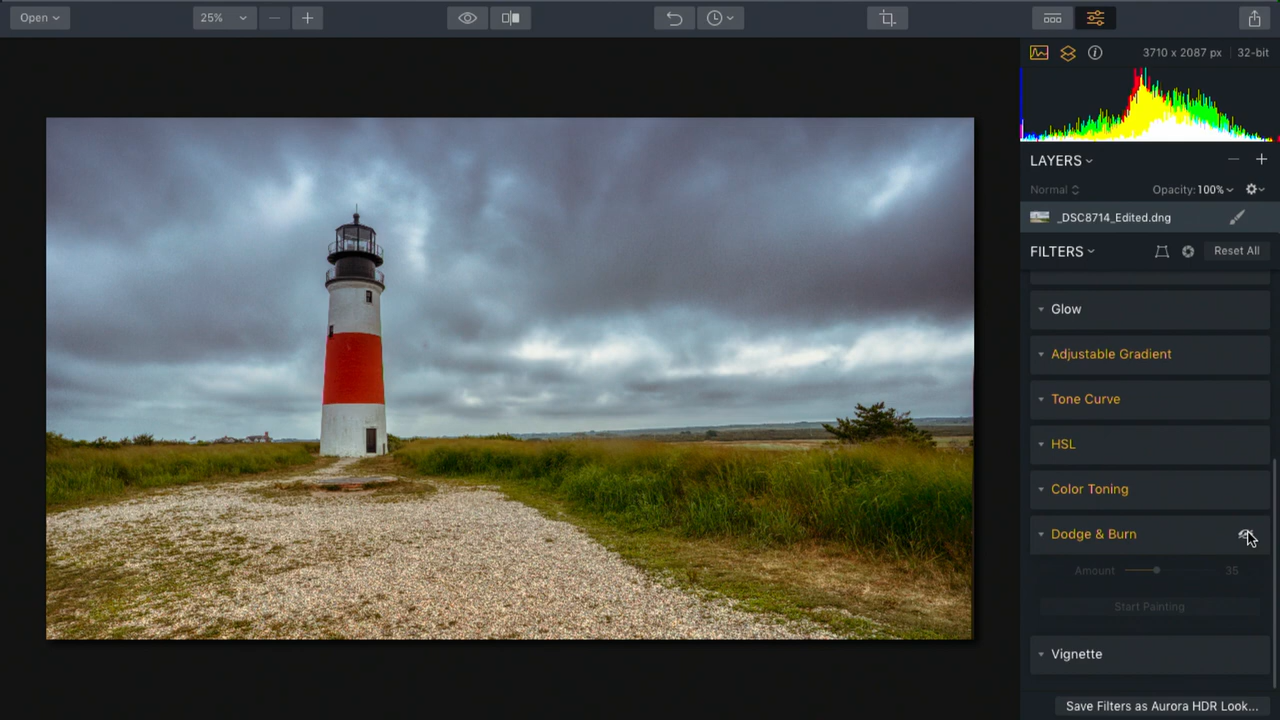 Open
25%
3710 x 2087 px
32-bit
LAYERS
Normal
Opacity: 100%
_DSC8714_Edited.dng
FILTERS
Reset All
Glow
Adjustable Gradient
Tone Curve
HSL
Color Toning
Dodge & Burn
Amount
35
Start Painting
Vignette
Save Filters as Aurora HDR Look...